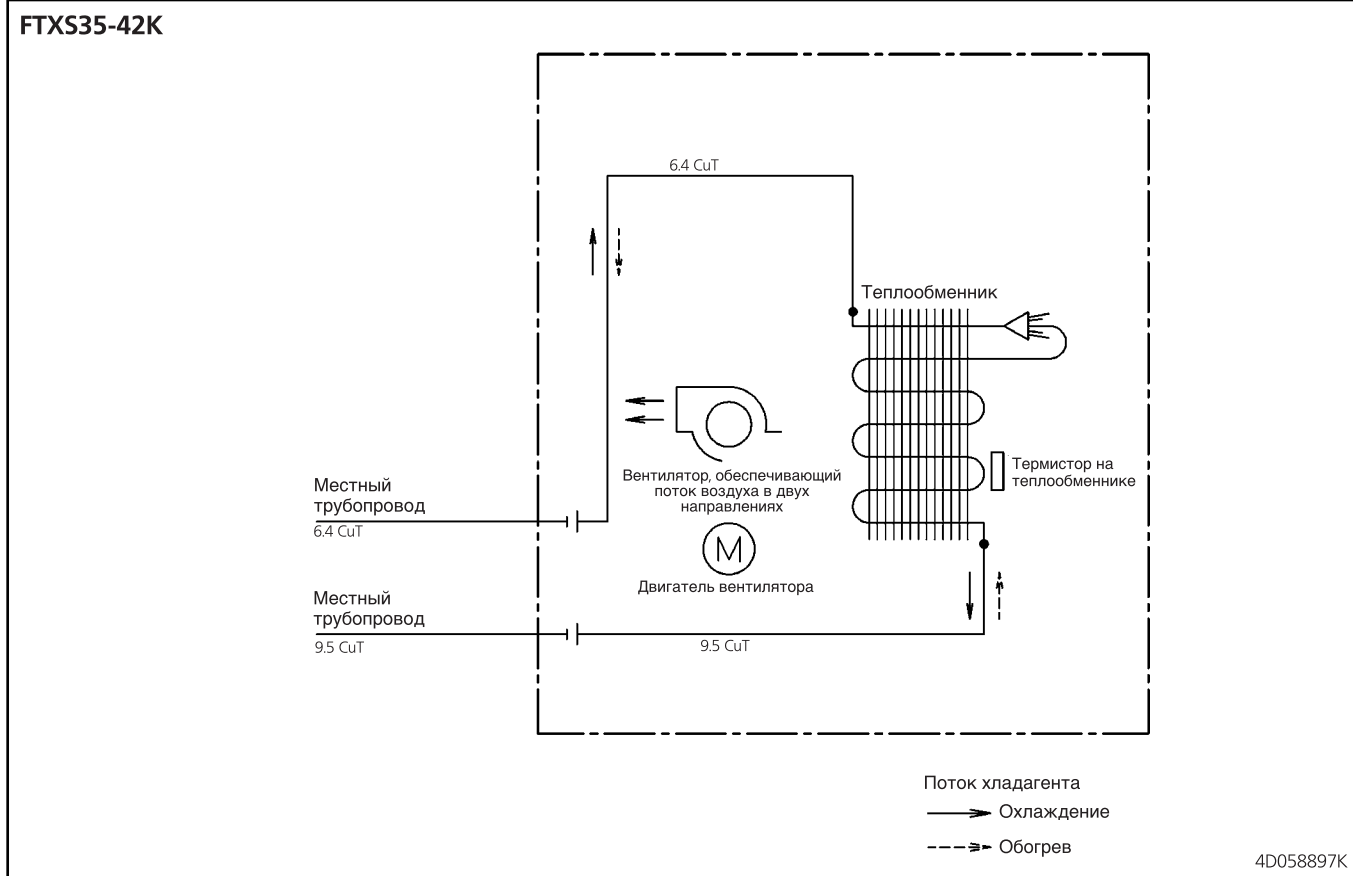 FTXS35-42K
6.4 CuT
Теплообменник
Термистор на
теплообменнике
Вентилятор, обеспечивающий
поток воздуха в двух
направлениях
M
Двигатель вентилятора
Местный
трубопровод
6.4 CuT
Местный
трубопровод
9.5 CuT
9.5 CuT
Поток хладагента
Охлаждение
Обогрев
4D058897K